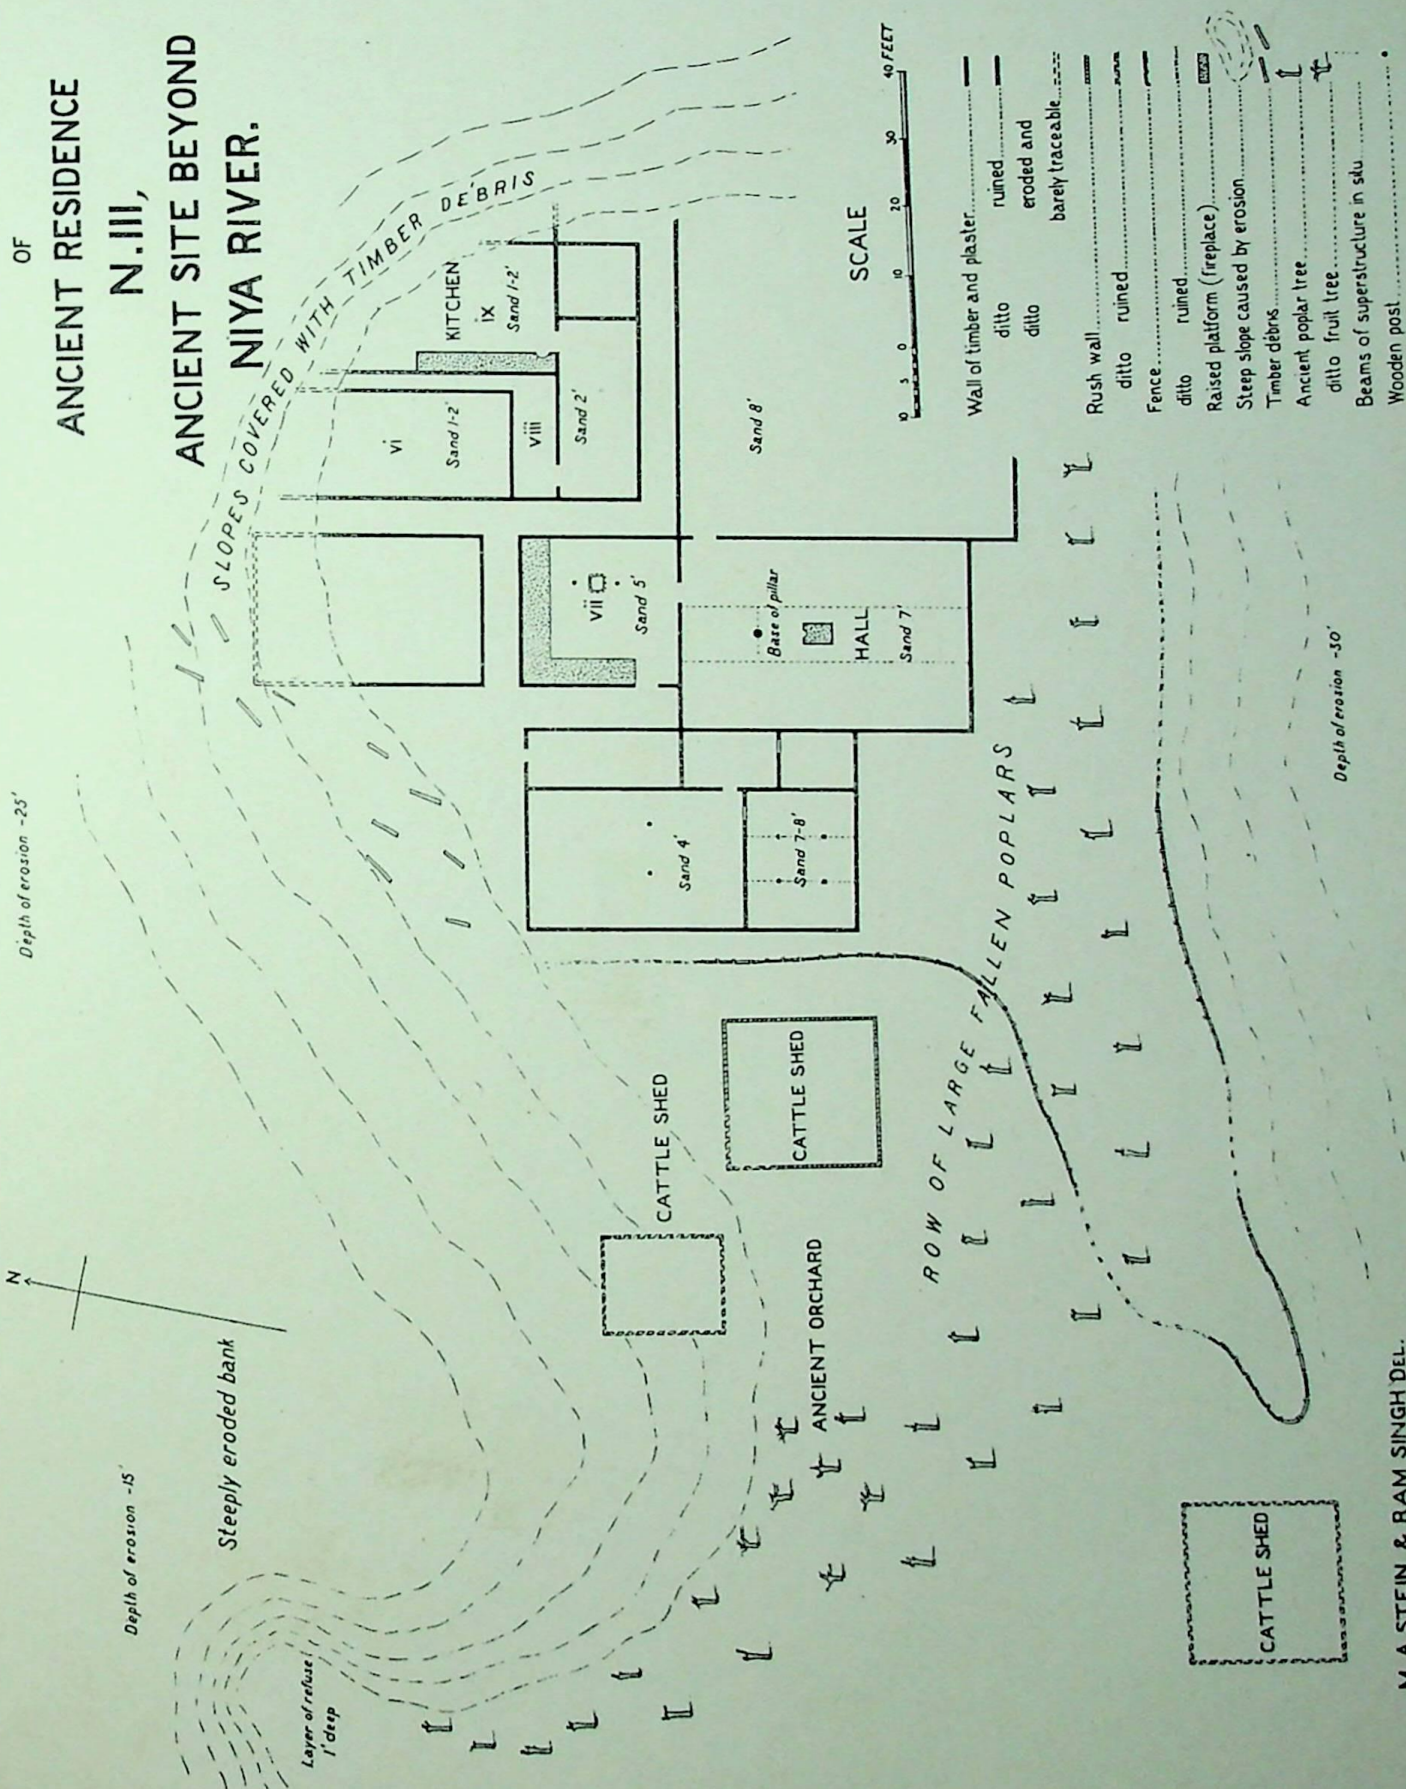 OF
ANCIENT RESIDENCE
N.III,
ANCIENT SITE BEYOND
NIYA RIVER.
Depth of erosion -15'
Steeply eroded bank
N
Depth of erosion -25'
Layer of refuse
1' deep
SLOPES COVERED WITH TIMBER DÉBRIS
vi
Sand 1-2'
KITCHEN
ix
Sand 1-2'
viii
Sand 2'
vii
Sand 5'
Sand 8'
Base of pillar
HALL
Sand 7'
Sand 4'
Sand 7-8'
CATTLE SHED
CATTLE SHED
ANCIENT ORCHARD
ROW OF LARGE FALLEN POPLARS
CATTLE SHED
Depth of erosion -30'
SCALE
10 5 0 10 20 30 40 FEET
Wall of timber and plaster
ditto ruined
ditto eroded and
barely traceable
Rush wall
ditto ruined
Fence
ditto ruined
Raised platform (fireplace)
Steep slope caused by erosion
Timber débris
Ancient poplar tree
ditto fruit tree
Beams of superstructure in situ
Wooden post
M. A. STEIN & RAM SINGH DEL.